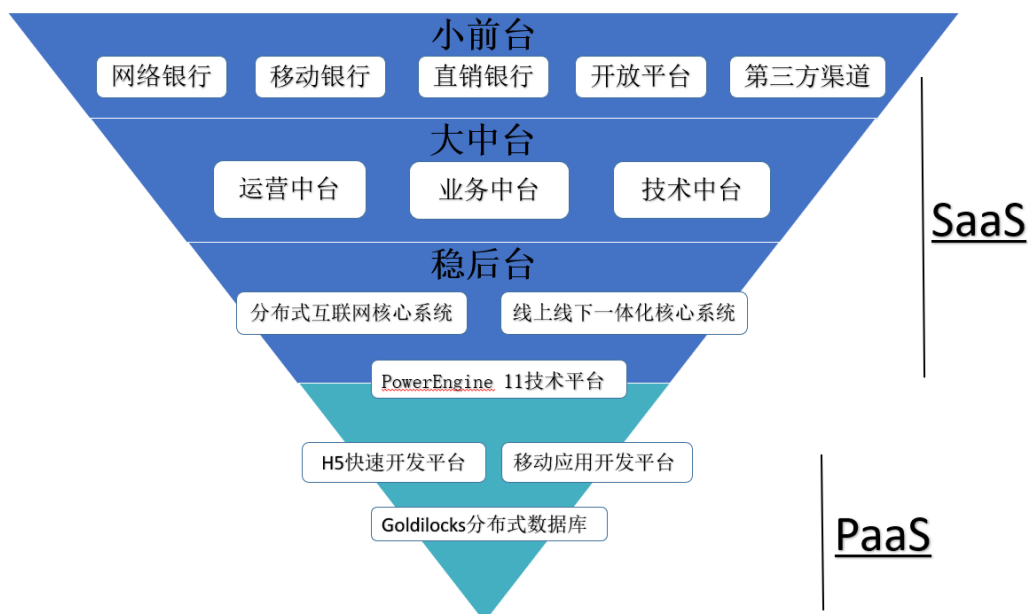 小前台
网络银行 移动银行 直销银行 开放平台 第三方渠道
大中台
运营中台 业务中台 技术中台
SaaS
稳后台
分布式互联网核心系统 线上线下一体化核心系统
PowerEngine 11技术平台
H5快速开发平台 移动应用开发平台
Goldilocks分布式数据库
PaaS